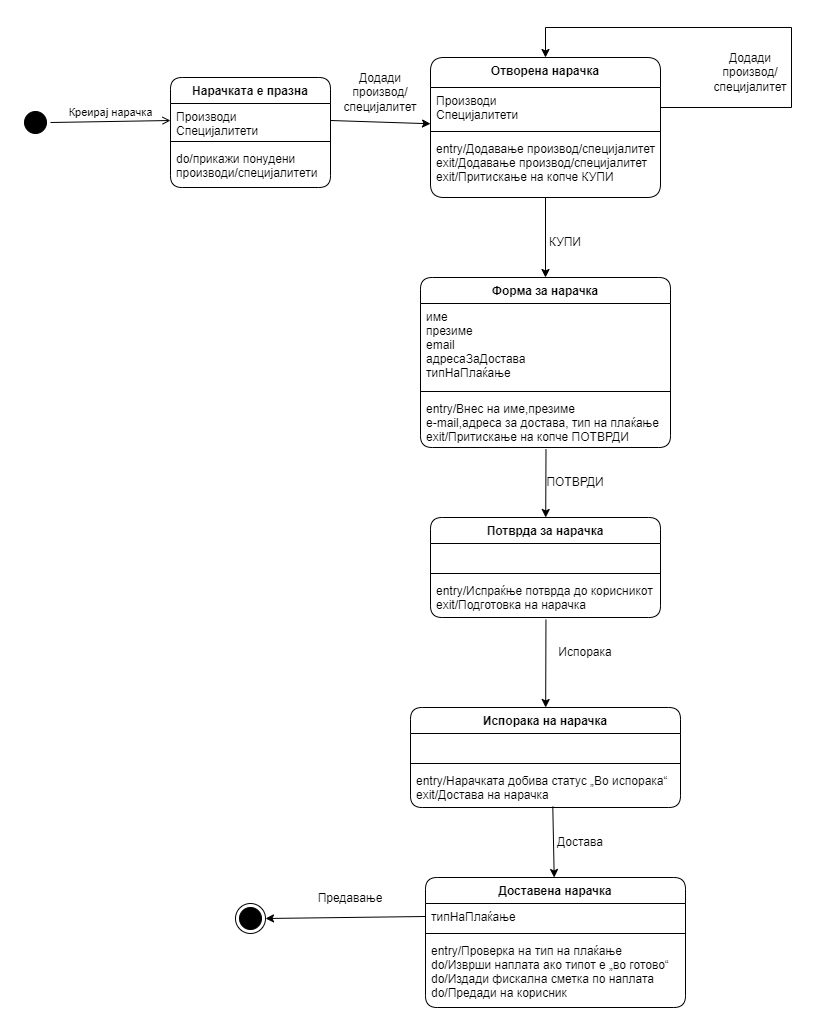 Креирај нарачка
Нарачката е празна
Производи
Специјалитети
do/прикажи понудени
производи/специјалитети
Додади
производ/
специјалитет
Отворена нарачка
Производи
Специјалитети
entry/Додавање производ/специјалитет
exit/Додавање производ/специјалитет
exit/Притискање на копче КУПИ
Додади
производ/
специјалитет
КУПИ
Форма за нарачка
име
презиме
email
адресаЗаДостава
типНаПлаќање
entry/Внес на име,презиме
e-mail,адреса за достава, тип на плаќање
exit/Притискање на копче ПОТВРДИ
ПОТВРДИ
Потврда за нарачка
entry/Испраќње потврда до корисникот
exit/Подготовка на нарачка
Испорака
Испорака на нарачка
entry/Нарачката добива статус „Во испорака“
exit/Достава на нарачка
Достава
Доставена нарачка
типНаПлаќање
entry/Проверка на тип на плаќање
do/Изврши наплата ако типот е „во готово“
do/Издади фискална сметка по наплата
do/Предади на корисник
Предавање